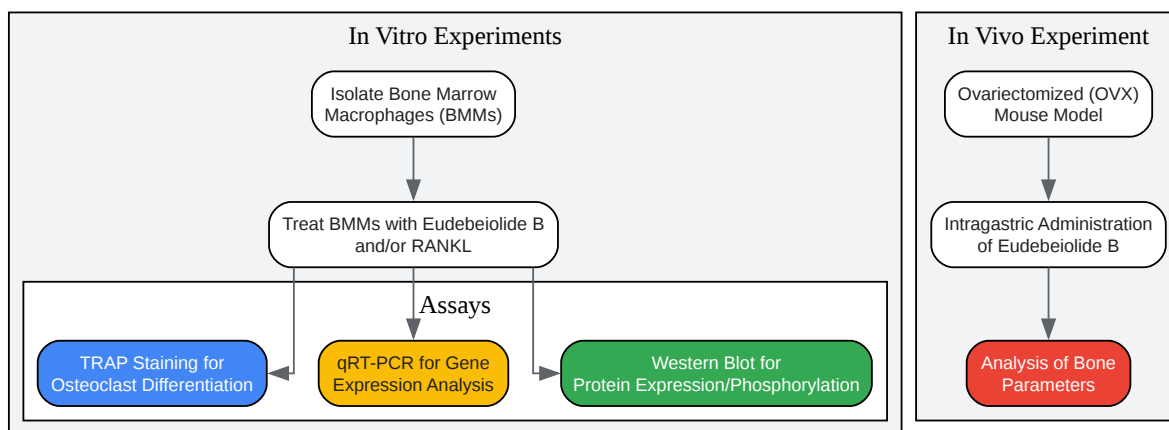 In Vitro Experiments
Isolate Bone Marrow
Macrophages (BMMs)
Treat BMMs with Eudebeiolide B
and/or RANKL
Assays
TRAP Staining for
Osteoclast Differentiation
qRT-PCR for Gene
Expression Analysis
Western Blot for
Protein Expression/Phosphorylation
In Vivo Experiment
Ovariectomized (OVX)
Mouse Model
Intragastric Administration
of Eudebeiolide B
Analysis of Bone
Parameters